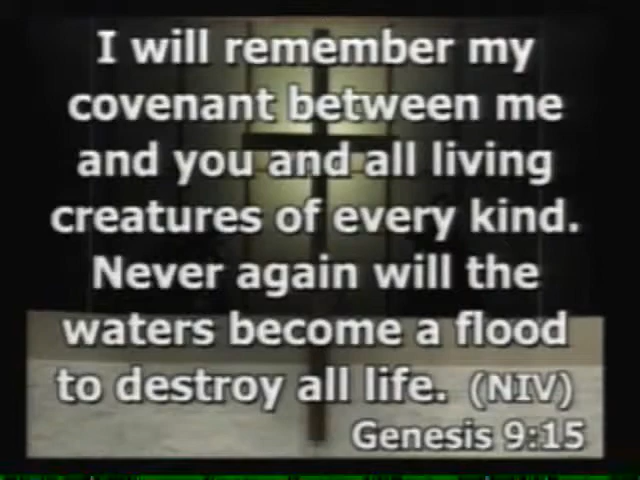 I will remember my
covenant between me
and you and all living
creatures of every kind.
Never again will the
waters become a flood
to destroy all life. (NIV)
Genesis 9:15